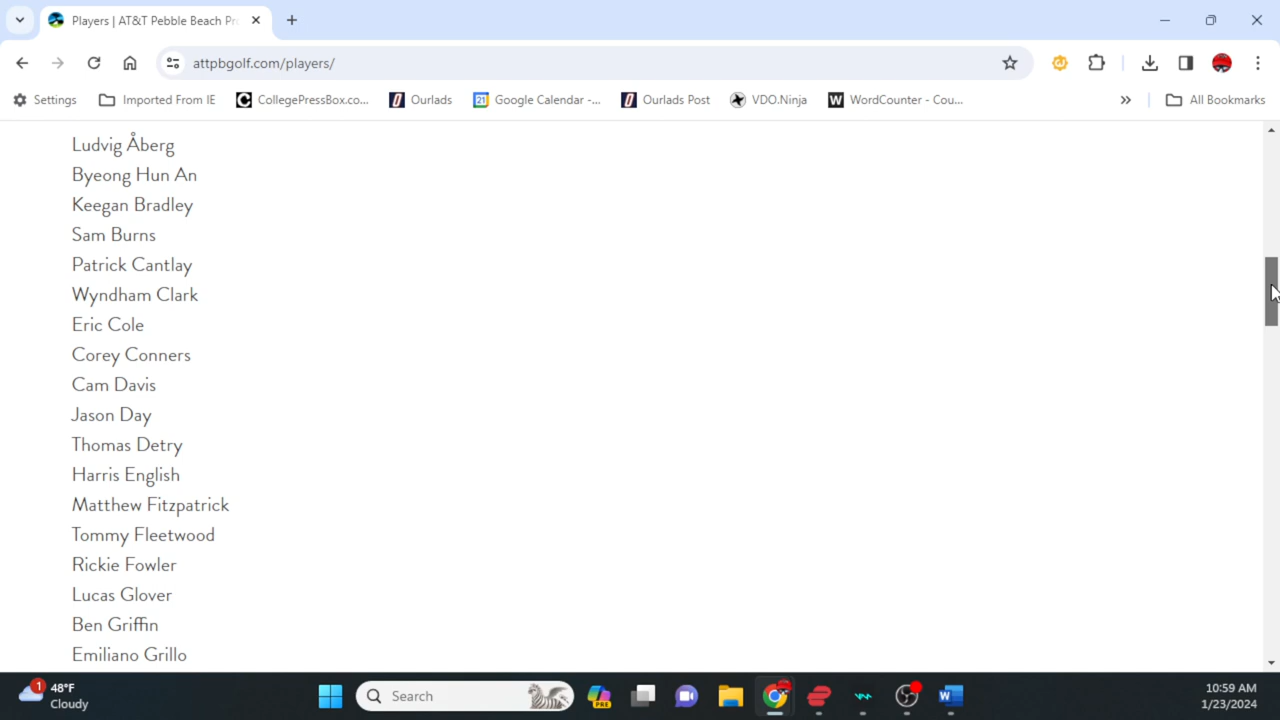 Players | AT&T Pebble Beach Pr
attpbgolf.com/players/
Settings
Imported From IE
CollegePressBox.co...
Ourlads
Google Calendar -...
Ourlads Post
VDO.Ninja
WordCounter - Cou...
»
All Bookmarks
Ludvig Åberg
Byeong Hun An
Keegan Bradley
Sam Burns
Patrick Cantlay
Wyndham Clark
Eric Cole
Corey Conners
Cam Davis
Jason Day
Thomas Detry
Harris English
Matthew Fitzpatrick
Tommy Fleetwood
Rickie Fowler
Lucas Glover
Ben Griffin
Emiliano Grillo
1
48°F
Cloudy
Search
PRE
10:59 AM
1/23/2024